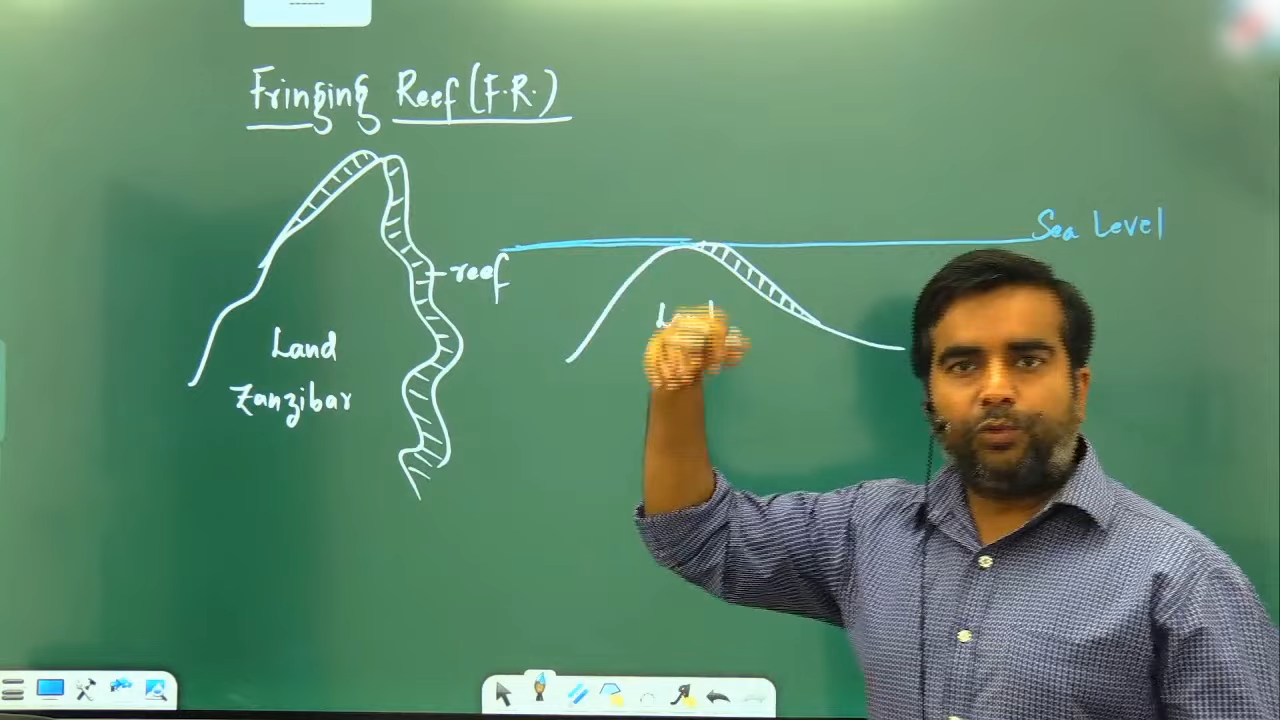 Fringing Reef (F.R.)
Sea Level
reef
Land
Zanzibar